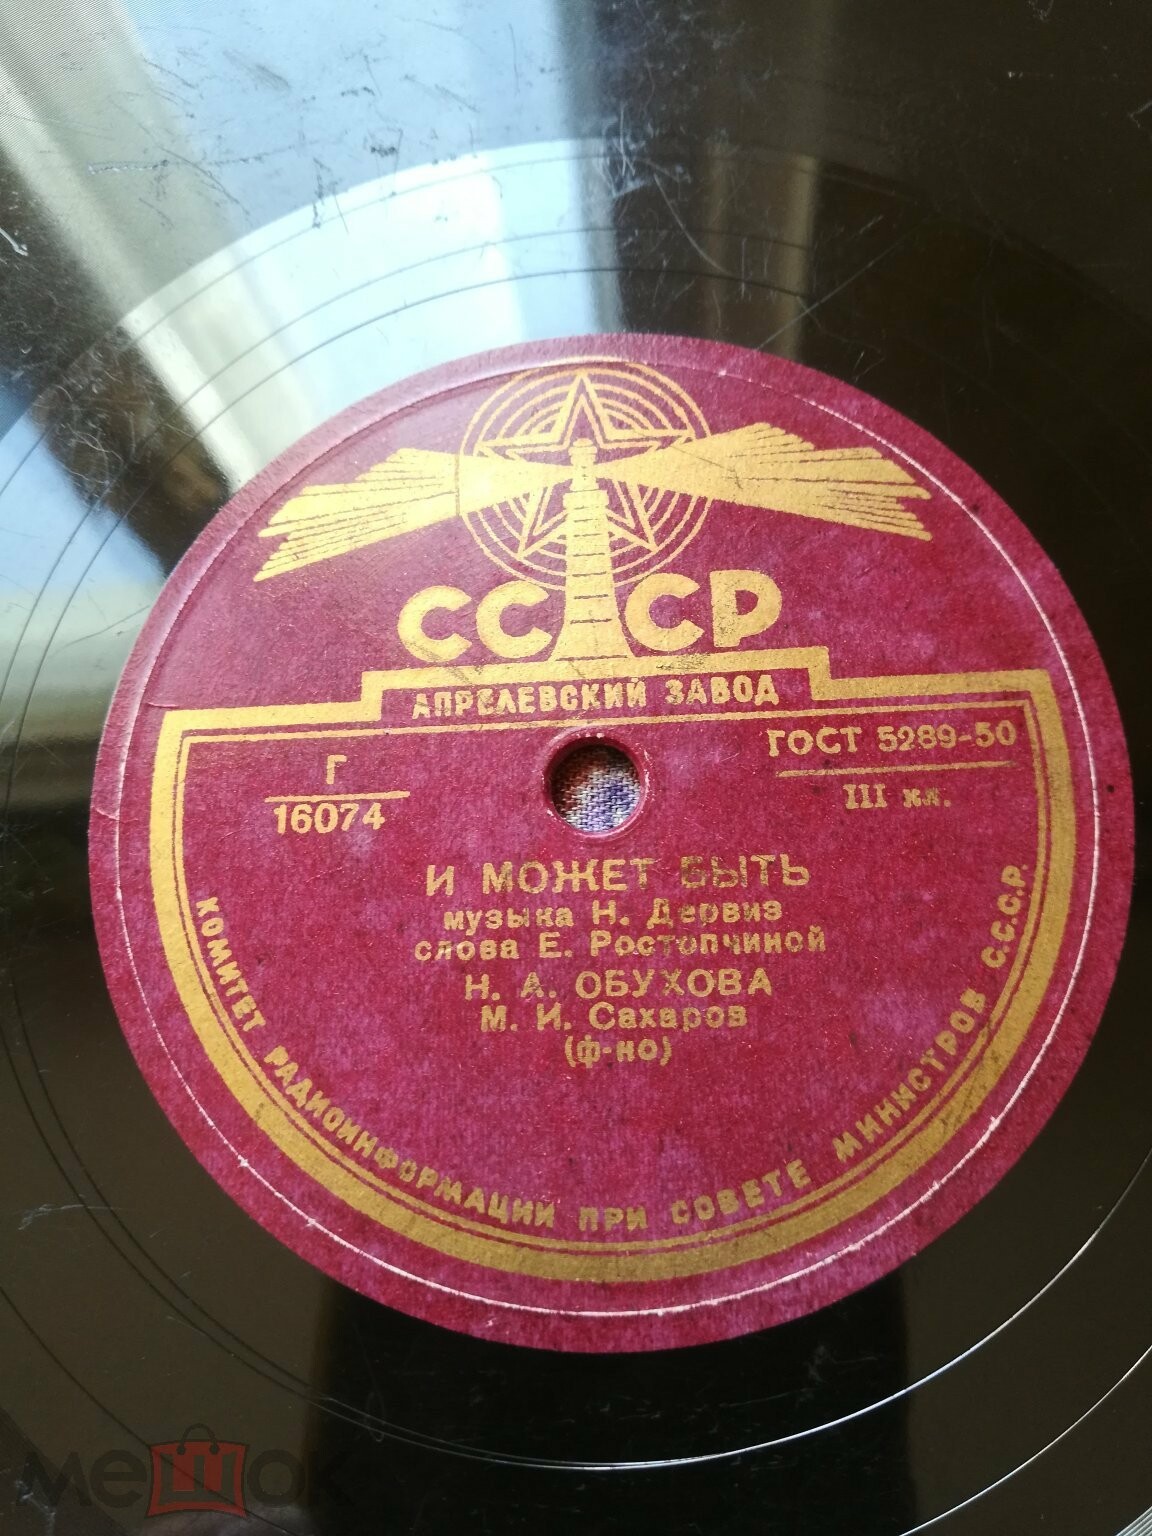 СССР
АПРЕЛЕВСКИЙ ЗАВОД
Г
16074
ГОСТ 5289-50
III кл.
И МОЖЕТ БЫТЬ
музыка Н. Дервиз
слова Е. Ростопчиной
Н. А. ОБУХОВА
М. И. Сахаров
(ф-но)
КОМИТЕТ РАДИОИНФОРМАЦИИ ПРИ СОВЕТЕ МИНИСТРОВ С.С.С.Р.
мешок